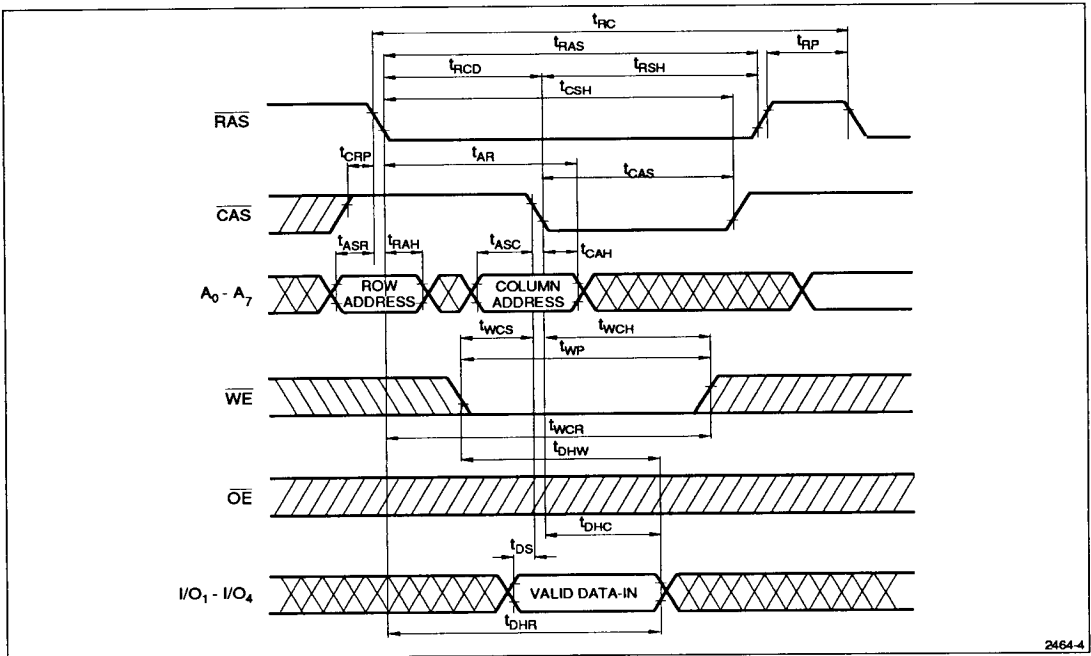 tRC
tRAS
tRP
tRCD
tRSH
tCSH
RAS
tCRP
tAR
tCAS
CAS
tASR
tRAH
tASC
tCAH
A0 - A7
ROW
ADDRESS
COLUMN
ADDRESS
tWCS
tWCH
tWP
WE
tWCR
tDHW
OE
tDHC
tDS
I/O1 - I/O4
VALID DATA-IN
tDHR
2464-4